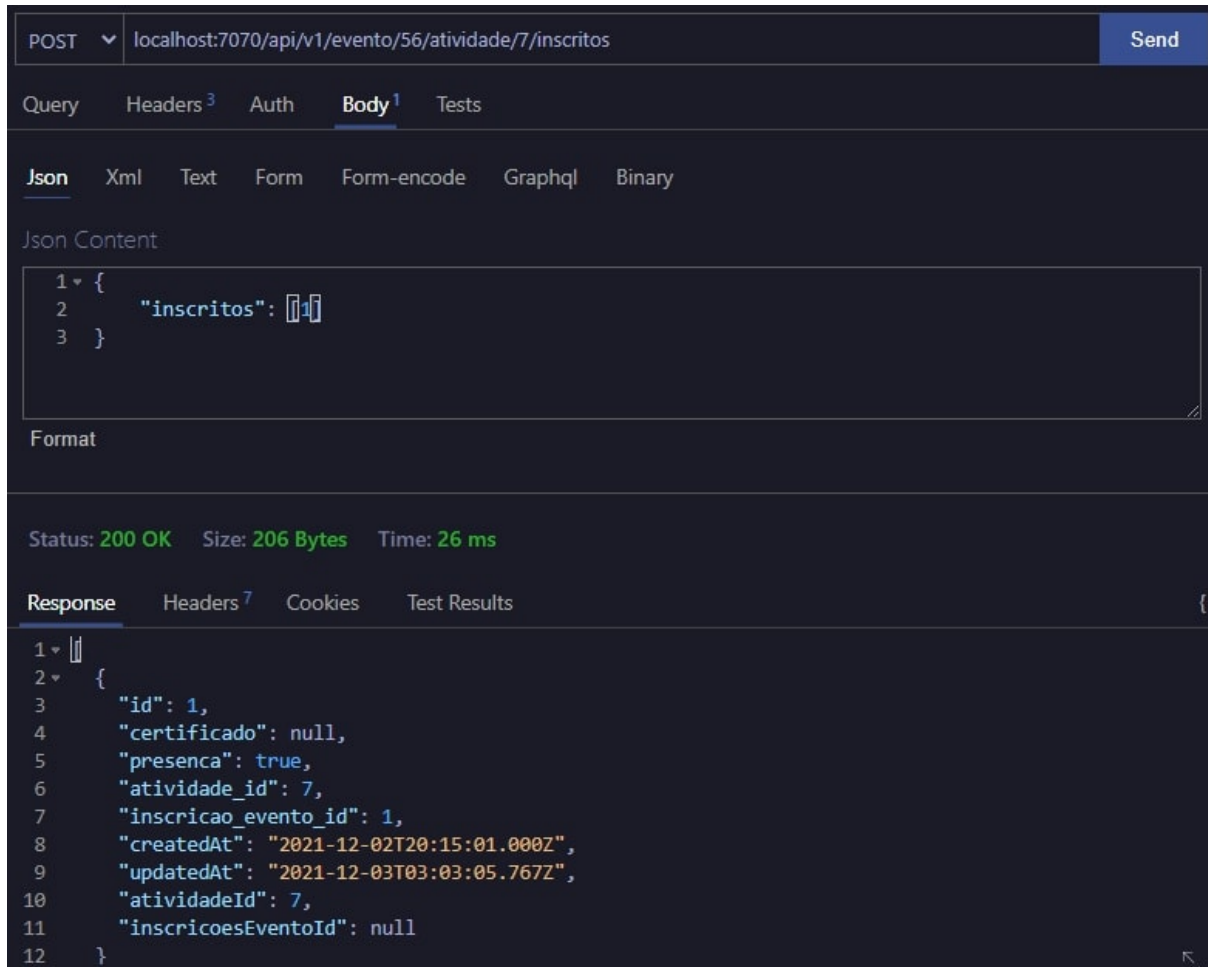 POST localhost:7070/api/v1/evento/56/atividade/7/inscritos Send
Query Headers 3 Auth Body 1 Tests
Json Xml Text Form Form-encode Graphql Binary
Json Content
1 {
2 "inscritos": [1]
3 }
Format
Status: 200 OK Size: 206 Bytes Time: 26 ms
Response Headers 7 Cookies Test Results {
1 [
2 {
3 "id": 1,
4 "certificado": null,
5 "presenca": true,
6 "atividade_id": 7,
7 "inscricao_evento_id": 1,
8 "createdAt": "2021-12-02T20:15:01.000Z",
9 "updatedAt": "2021-12-03T03:03:05.767Z",
10 "atividadeId": 7,
11 "inscricoesEventoId": null
12 }